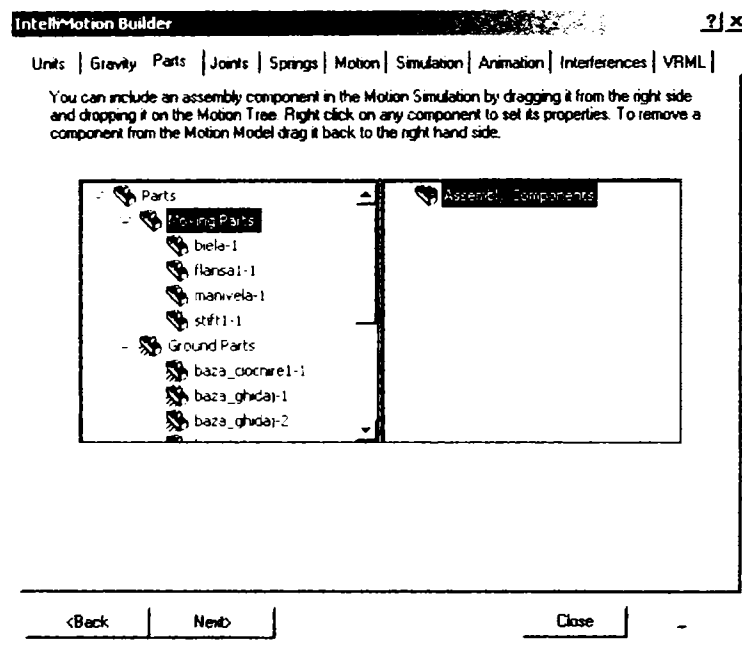 IntelliMotion Builder ? x
Units Gravity Parts Joints Springs Motion Simulation Animation Interferences VRML
You can include an assembly component in the Motion Simulation by dragging it from the right side
and dropping it on the Motion Tree. Right click on any component to set its properties. To remove a
component from the Motion Model drag it back to the right hand side.
Parts Assembly Components
Moving Parts
biela-1
flansa1-1
manivela-1
stift1-1
Ground Parts
baza_ciocnire1-1
baza_ghidaj-1
baza_ghidaj-2
<Back Next> Close